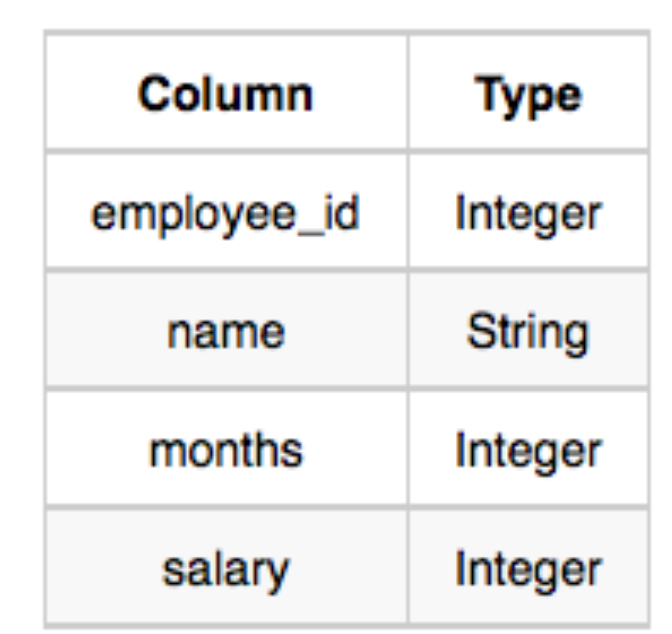 Column Type
employee_id Integer
name String
months Integer
salary Integer